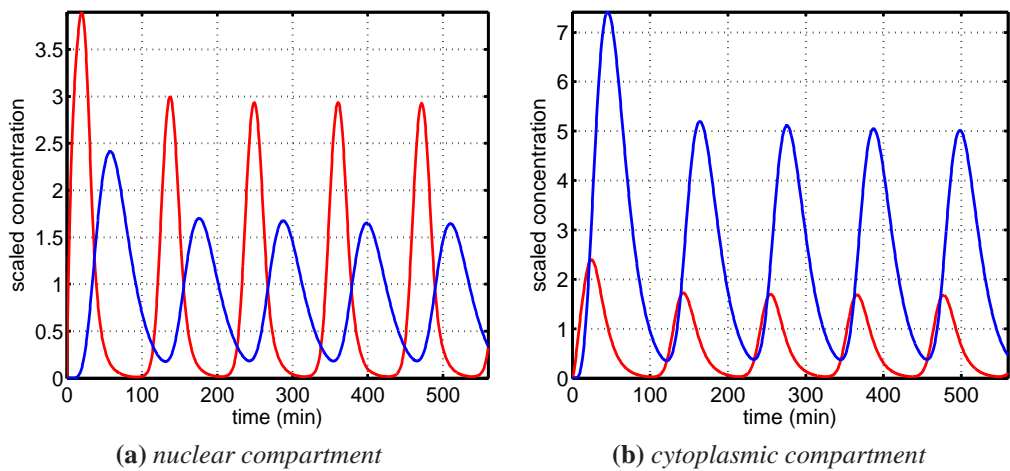 3.5
3
2.5
2
1.5
1
0.5
0
scaled concentration
0 100 200 300 400 500
time (min)
(a) nuclear compartment
7
6
5
4
3
2
1
0
scaled concentration
0 100 200 300 400 500
time (min)
(b) cytoplasmic compartment